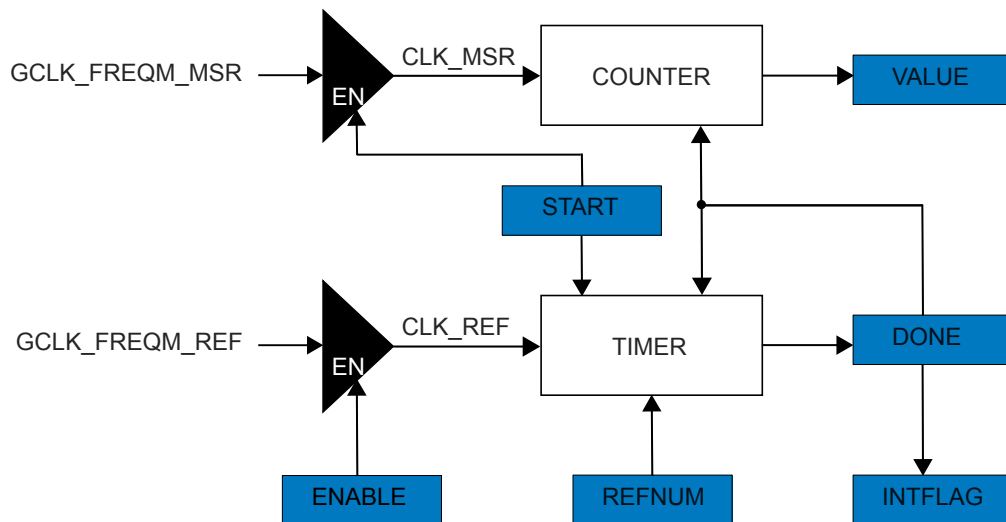 CLK_MSR
GCLK_FREQM_MSR
COUNTER
VALUE
EN
START
CLK_REF
GCLK_FREQM_REF
TIMER
DONE
EN
ENABLE
REFNUM
INTFLAG